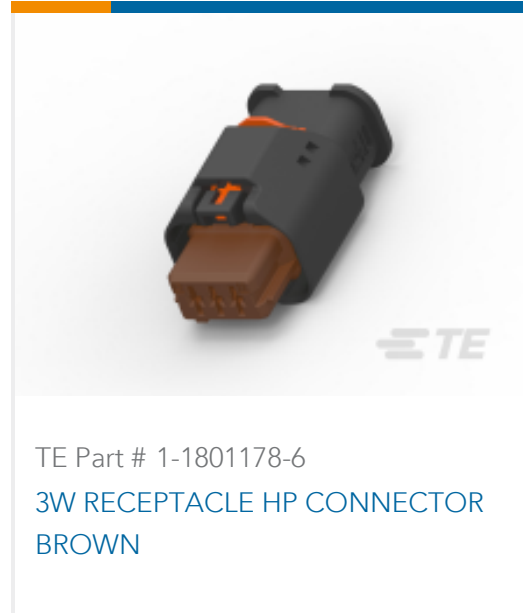 TE
TE Part # 1-1801178-6
3W RECEPTACLE HP CONNECTOR
BROWN